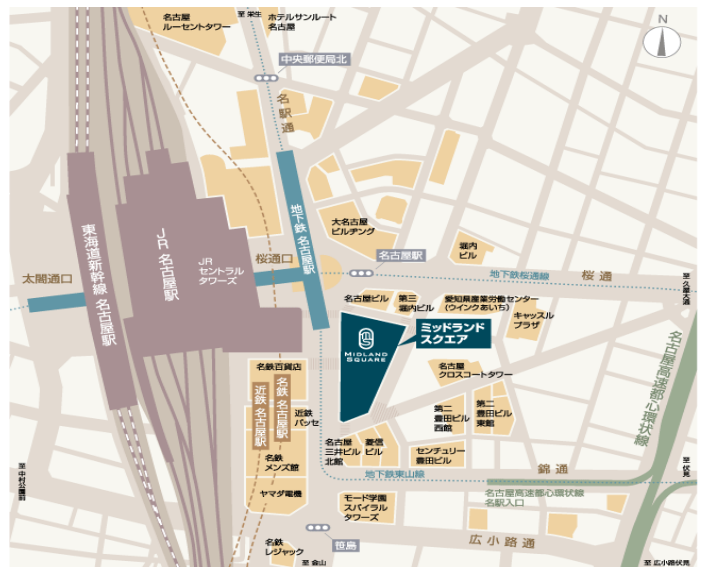 名古屋
ルーセントタワー
至 栄生
ホテルサンルート
名古屋
N
中央郵便局北
名駅通
大名古屋
ビルヂング
地下鉄 名古屋駅
名古屋駅
堀内
ビル
東海道新幹線 名古屋駅
JR 名古屋駅
JR
セントラル
タワーズ
桜通口
太閤通口
地下鉄桜通線
桜通
至 久屋大通
名古屋ビル
第三
堀内ビル
愛知県産業労働センター
(ウインクあいち)
キャッスル
プラザ
MIDLAND
SQUARE
ミッドランド
スクエア
名古屋高速都心環状線
名鉄百貨店
名鉄 名古屋駅
近鉄 名古屋駅
近鉄
パッセ
名古屋
クロスコートタワー
第二
豊田ビル
西館
第二
豊田ビル
東館
名古屋
三井ビル
北館
菱信
ビル
センチュリー
豊田ビル
名鉄
メンズ館
至 中村公園前
地下鉄東山線
錦通
至 伏見
ヤマダ電機
モード学園
スパイラル
タワーズ
名古屋高速都心環状線
名駅入口
名鉄
レジャック
笹島
広小路通
至 金山
至 広小路伏見